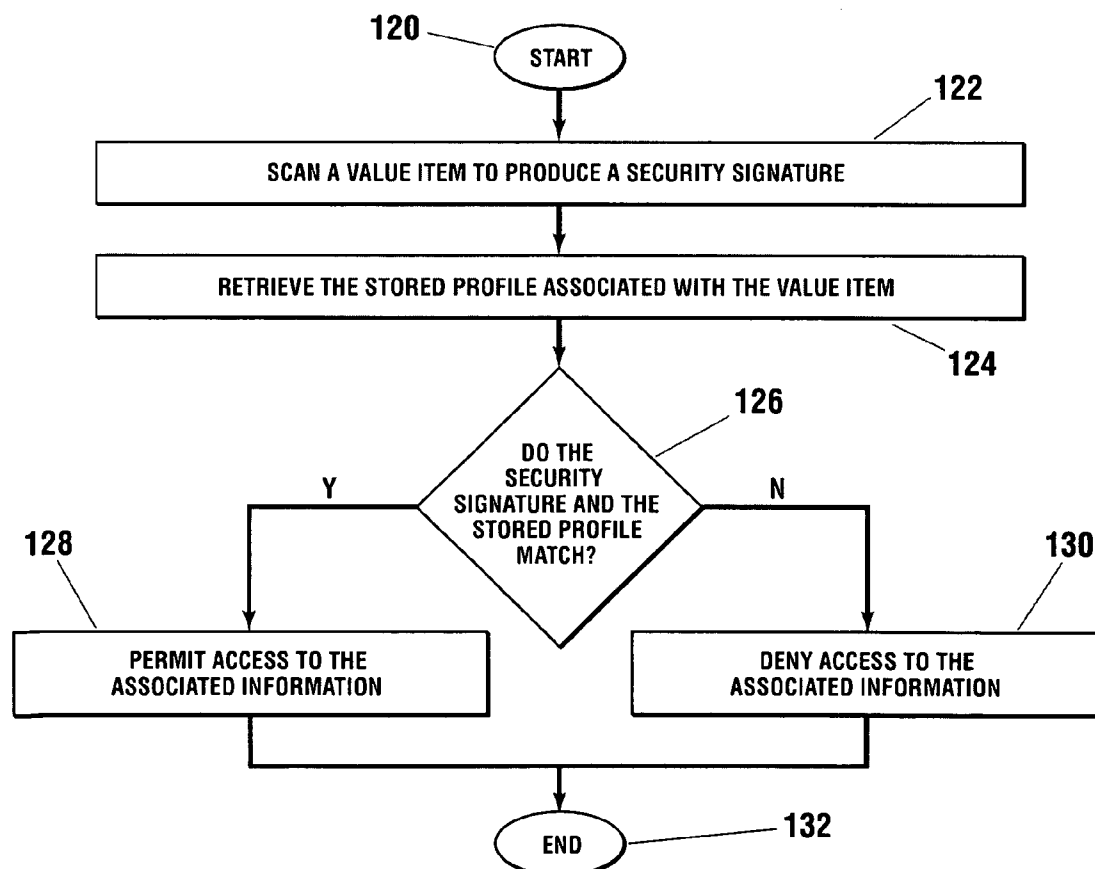 120
START
122
SCAN A VALUE ITEM TO PRODUCE A SECURITY SIGNATURE
RETRIEVE THE STORED PROFILE ASSOCIATED WITH THE VALUE ITEM
124
126
DO THE
SECURITY
SIGNATURE AND THE
STORED PROFILE
MATCH?
Y
N
128
130
PERMIT ACCESS TO THE
ASSOCIATED INFORMATION
DENY ACCESS TO THE
ASSOCIATED INFORMATION
END
132